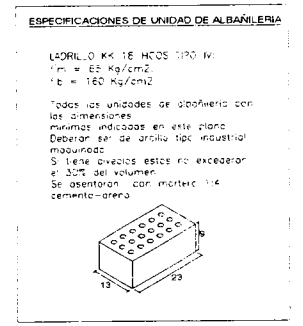 ESPECIFICACIONES DE UNIDAD DE ALBAÑILERIA
LADRILLO KK 18 HCOS TIPO IV:
f'm = 65 Kg/cm2.
f'b = 160 Kg/cm2
Todas las unidades de albañileria con
las dimensiones
minimas indicadas en este plano
Deberan ser de arcilla tipo industrial
maquinado
Si tiene alveolos estos no excederan
el 30% del volumen
Se asentaran con mortero 1:4
cemento-arena
9
13
23